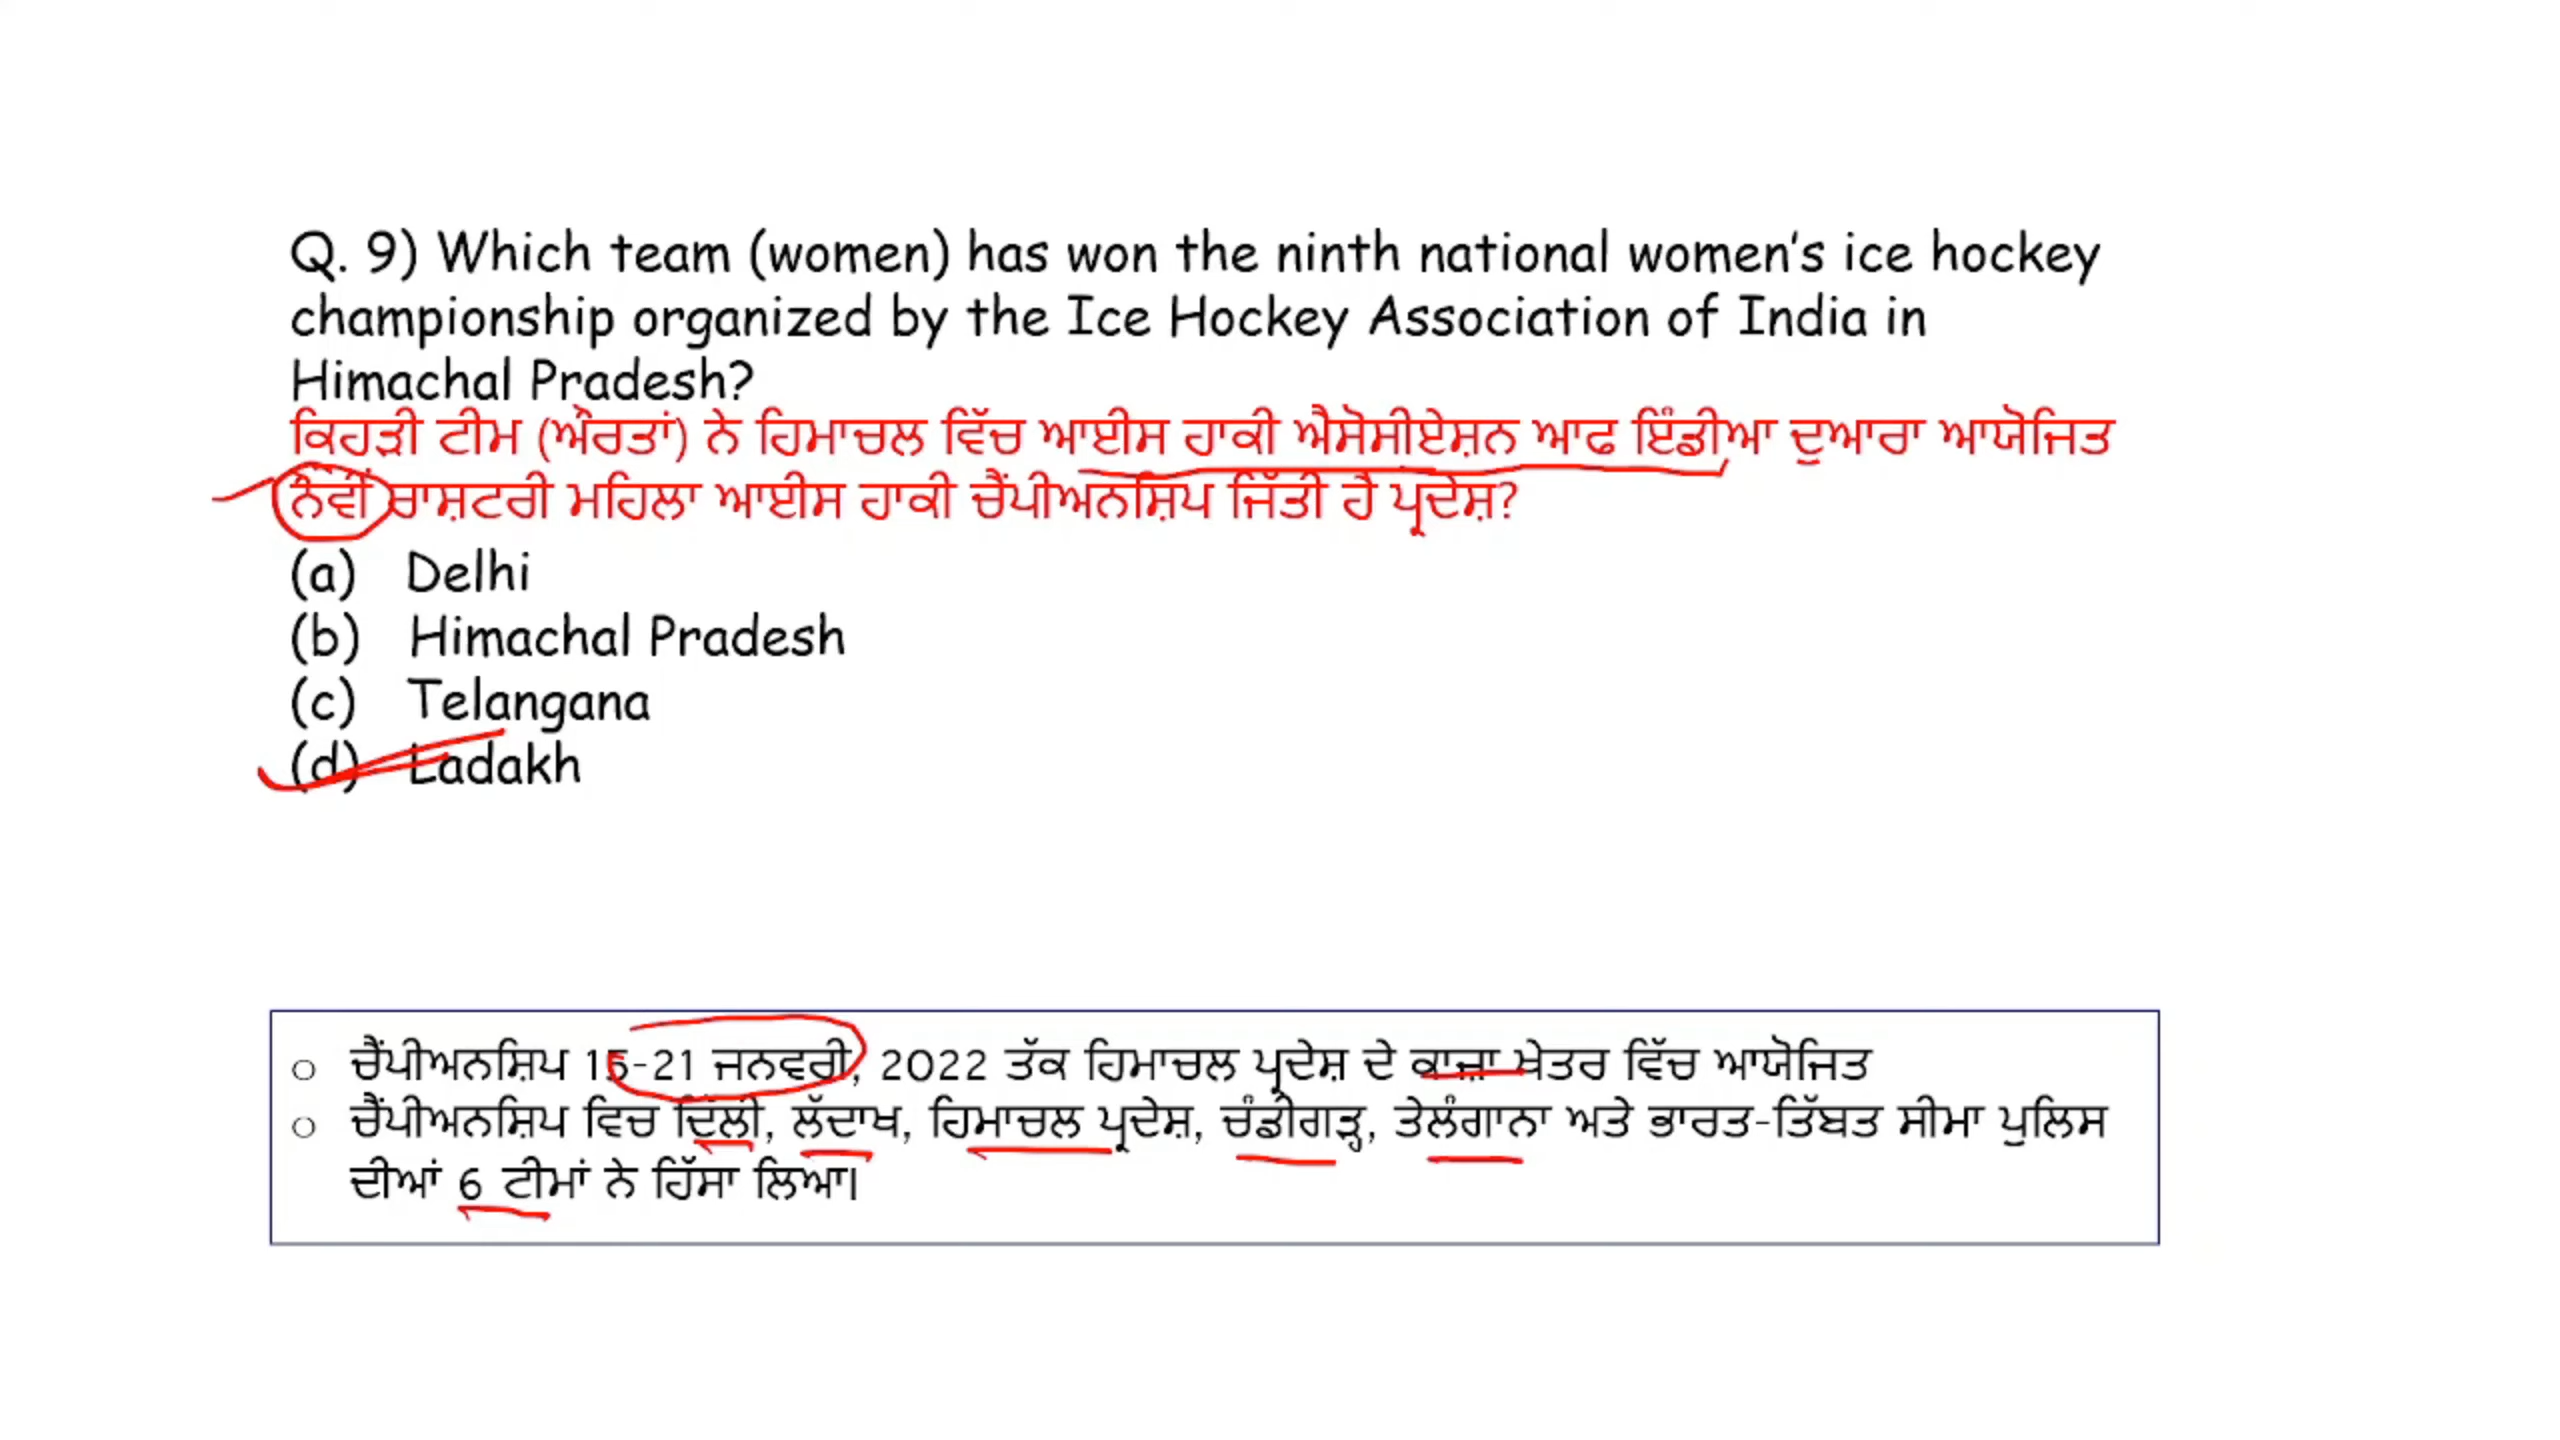 Q. 9) Which team (women) has won the ninth national women's ice hockey
championship organized by the Ice Hockey Association of India in
Himachal Pradesh?
ਕਿਹੜੀ ਟੀਮ (ਔਰਤਾਂ) ਨੇ ਹਿਮਾਚਲ ਵਿੱਚ ਆਈਸ ਹਾਕੀ ਐਸੋਸੀਏਸ਼ਨ ਆਫ ਇੰਡੀਆ ਦੁਆਰਾ ਆਯੋਜਿਤ
ਨੌਵੀਂ ਰਾਸ਼ਟਰੀ ਮਹਿਲਾ ਆਈਸ ਹਾਕੀ ਚੈਂਪੀਅਨਸ਼ਿਪ ਜਿੱਤੀ ਹੈ ਪ੍ਰਦੇਸ਼?
(a) Delhi
(b) Himachal Pradesh
(c) Telangana
(d) Ladakh
○ ਚੈਂਪੀਅਨਸ਼ਿਪ 15-21 ਜਨਵਰੀ, 2022 ਤੱਕ ਹਿਮਾਚਲ ਪ੍ਰਦੇਸ਼ ਦੇ ਕਾਜ਼ਾ ਖੇਤਰ ਵਿੱਚ ਆਯੋਜਿਤ
○ ਚੈਂਪੀਅਨਸ਼ਿਪ ਵਿਚ ਦਿੱਲੀ, ਲੱਦਾਖ, ਹਿਮਾਚਲ ਪ੍ਰਦੇਸ਼, ਚੰਡੀਗੜ੍ਹ, ਤੇਲੰਗਾਨਾ ਅਤੇ ਭਾਰਤ-ਤਿੱਬਤ ਸੀਮਾ ਪੁਲਿਸ
ਦੀਆਂ 6 ਟੀਮਾਂ ਨੇ ਹਿੱਸਾ ਲਿਆ।